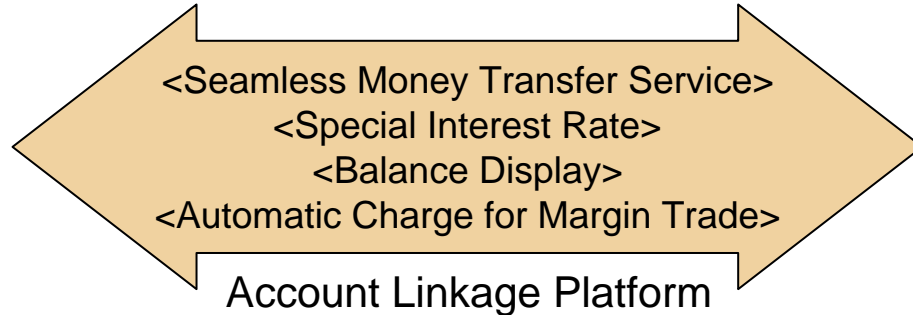 <Seamless Money Transfer Service>
<Special Interest Rate>
<Balance Display>
<Automatic Charge for Margin Trade>
Account Linkage Platform